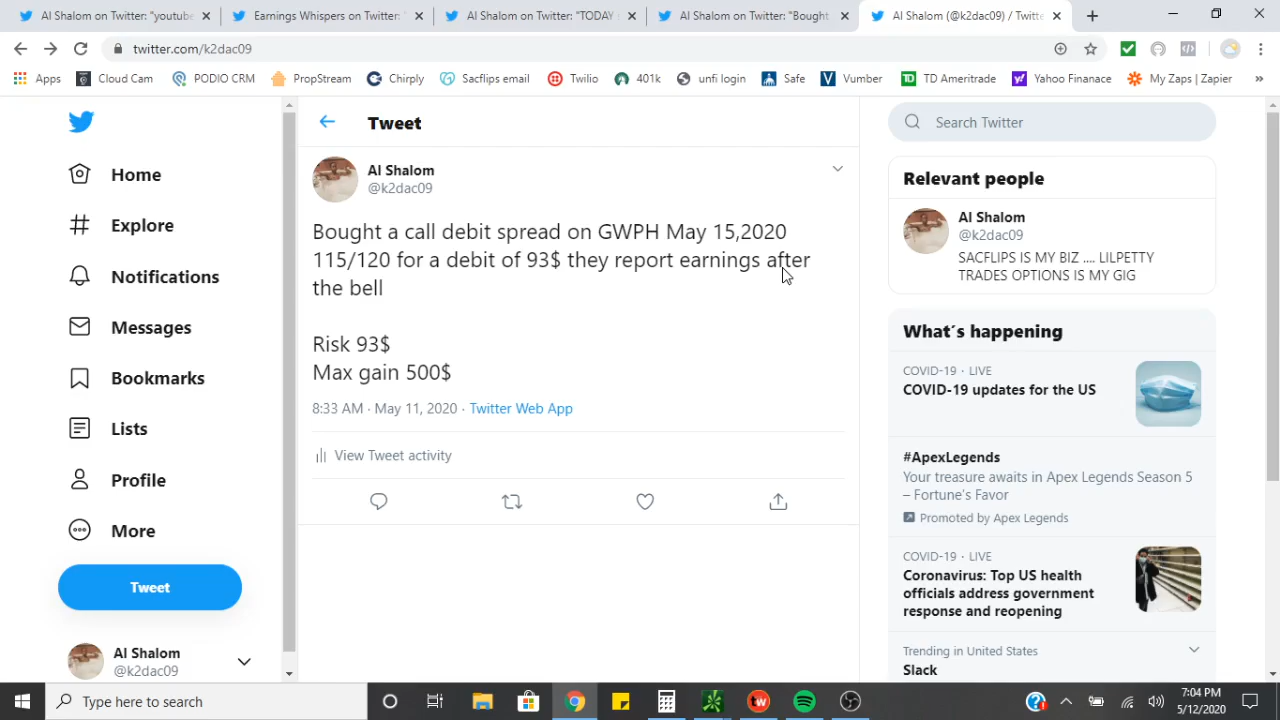 Al Shalom on Twitter: "youtube
Earnings Whispers on Twitter: "
Al Shalom on Twitter: "TODAY s
Al Shalom on Twitter: "Bought
Al Shalom (@k2dac09) / Twitte
twitter.com/k2dac09
Apps
Cloud Cam
PODIO CRM
PropStream
Chirply
Sacflips email
Twilio
401k
unfi login
Safe
Vumber
TD Ameritrade
Yahoo Finanace
My Zaps | Zapier
»
Home
Explore
Notifications
Messages
Bookmarks
Lists
Profile
More
Tweet
Al Shalom
@k2dac09
Tweet
Al Shalom
@k2dac09
Bought a call debit spread on GWPH May 15,2020
115/120 for a debit of 93$ they report earnings after
the bell
Risk 93$
Max gain 500$
8:33 AM · May 11, 2020 · Twitter Web App
View Tweet activity
Search Twitter
Relevant people
Al Shalom
@k2dac09
SACFLIPS IS MY BIZ .... LILPETTY
TRADES OPTIONS IS MY GIG
What's happening
COVID-19 · LIVE
COVID-19 updates for the US
#ApexLegends
Your treasure awaits in Apex Legends Season 5
– Fortune's Favor
Promoted by Apex Legends
COVID-19 · LIVE
Coronavirus: Top US health
officials address government
response and reopening
Trending in United States
Slack
Type here to search
tw
7:04 PM
5/12/2020